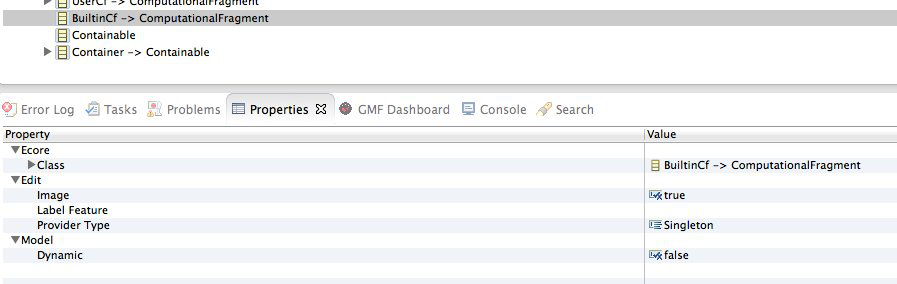 UserCf -> ComputationalFragment
BuiltinCf -> ComputationalFragment
Containable
Container -> Containable
Error Log Tasks Problems Properties GMF Dashboard Console Search
Property Value
Ecore
Class BuiltinCf -> ComputationalFragment
Edit
Image true
Label Feature
Provider Type Singleton
Model
Dynamic false